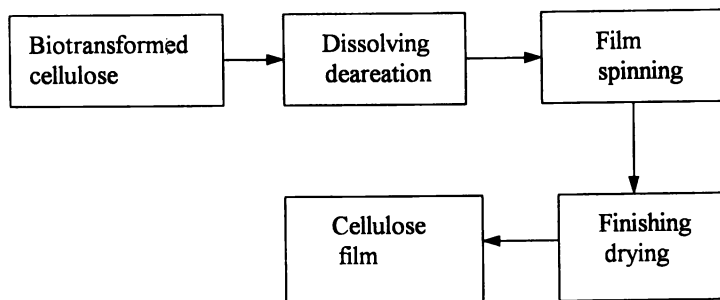 Biotransformed
cellulose
Dissolving
deareation
Film
spinning
Finishing
drying
Cellulose
film